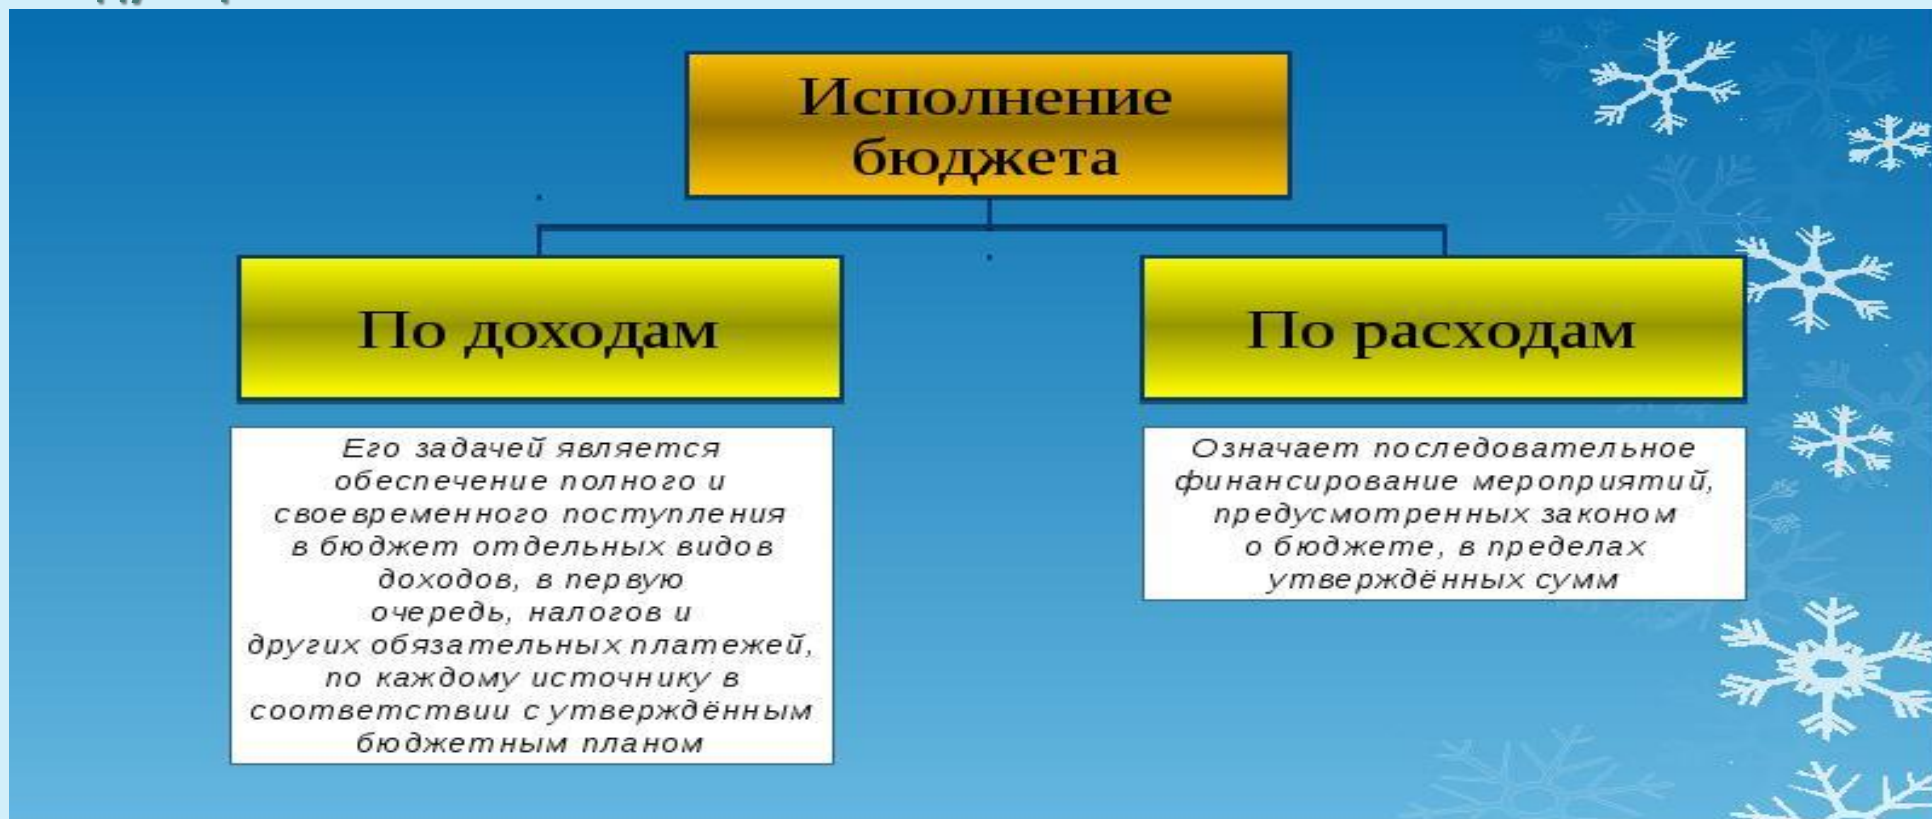 Исполнение
бюджета
По доходам
По расходам
Его задачей является
обеспечение полного и
своевременного поступления
в бюджет отдельных видов
доходов, в первую
очередь, налогов и
других обязательных платежей,
по каждому источнику в
соответствии с утверждённым
бюджетным планом
Означает последовательное
финансирование мероприятий,
предусмотренных законом
о бюджете, в пределах
утверждённых сумм